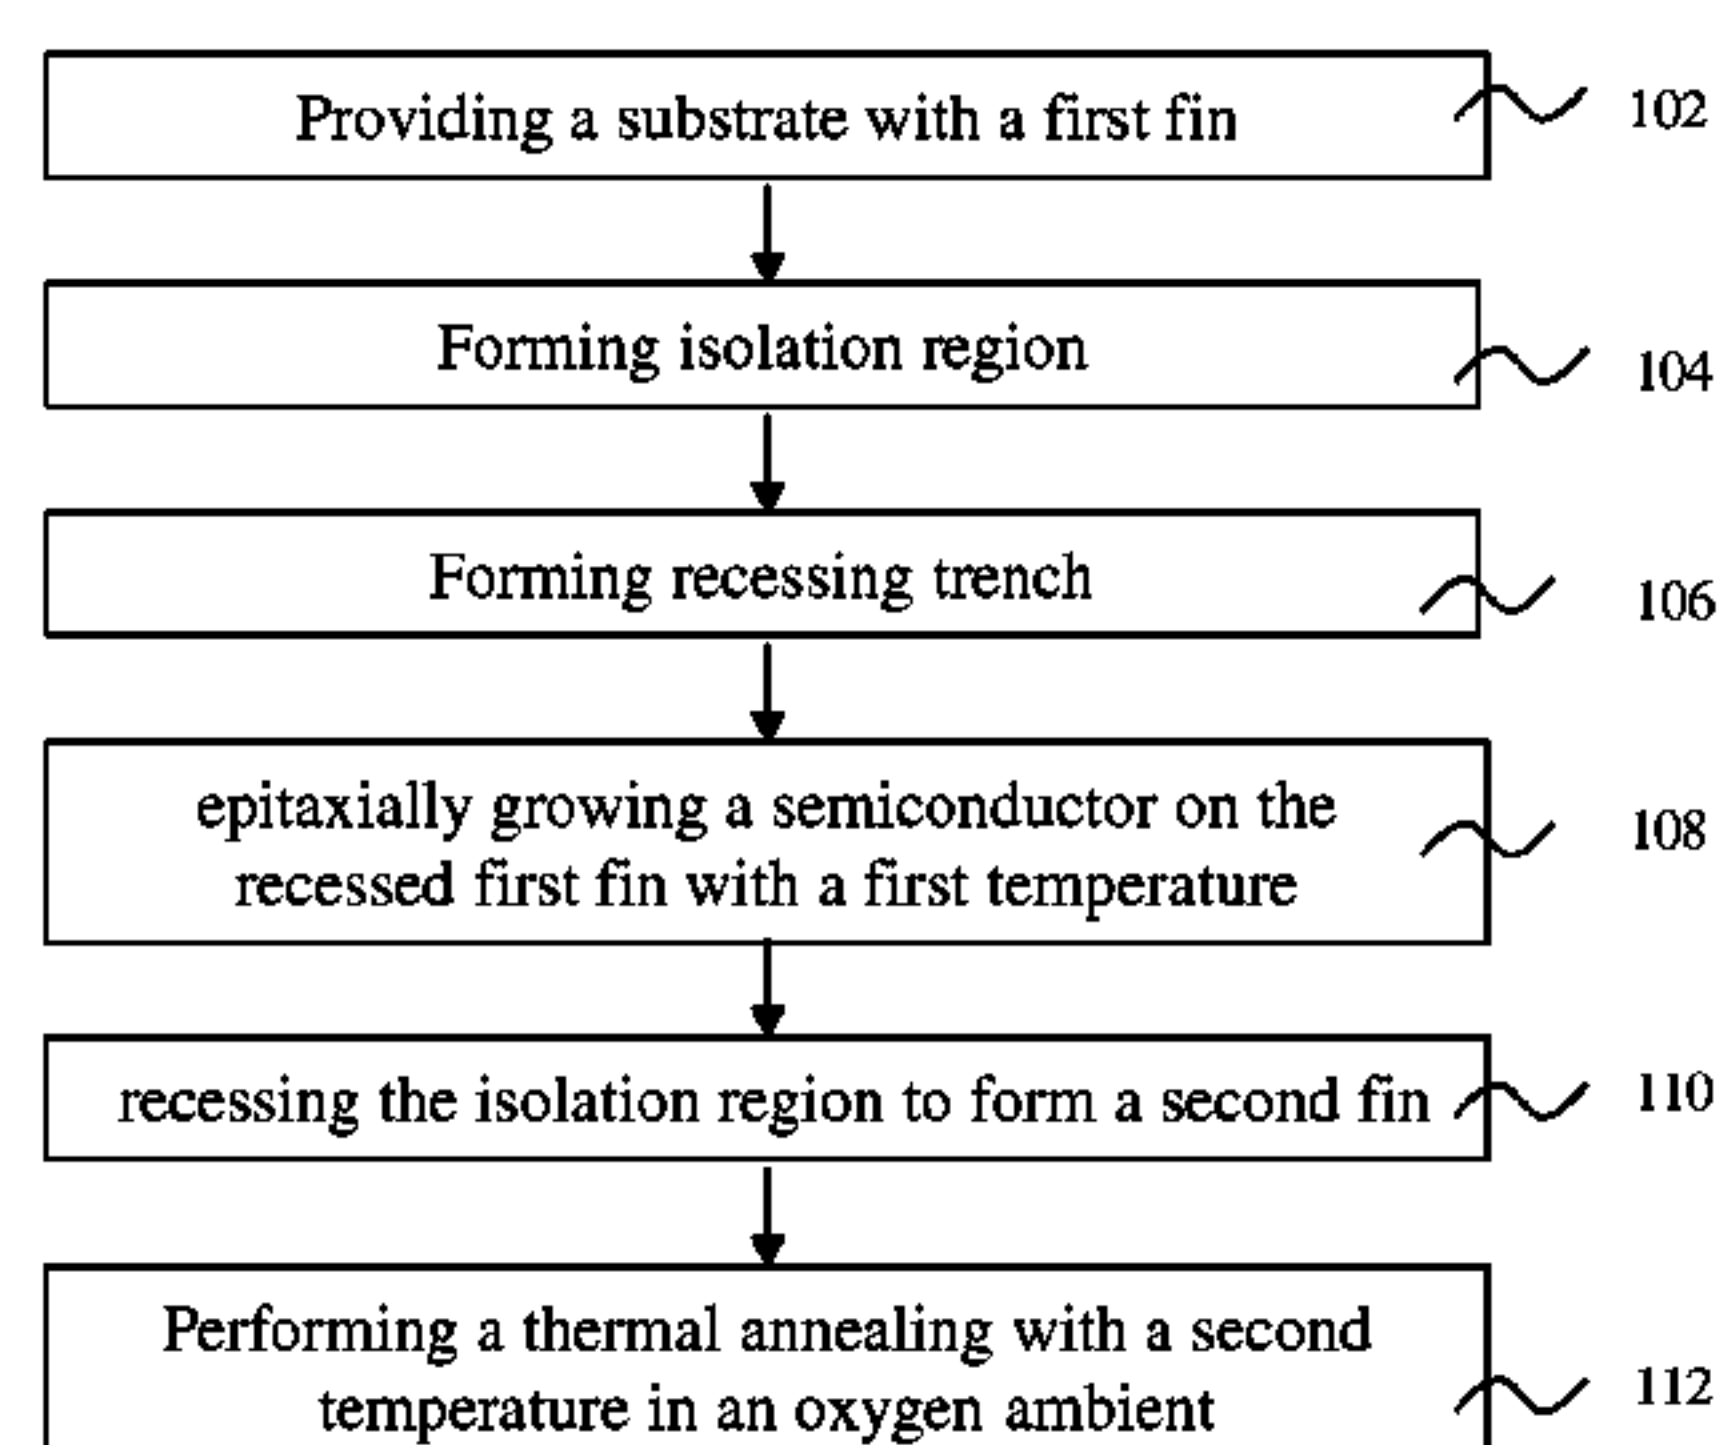 Providing a substrate with a first fin
102
Forming isolation region
104
Forming recessing trench
106
epitaxially growing a semiconductor on the
recessed first fin with a first temperature
108
recessing the isolation region to form a second fin
110
Performing a thermal annealing with a second
temperature in an oxygen ambient
112